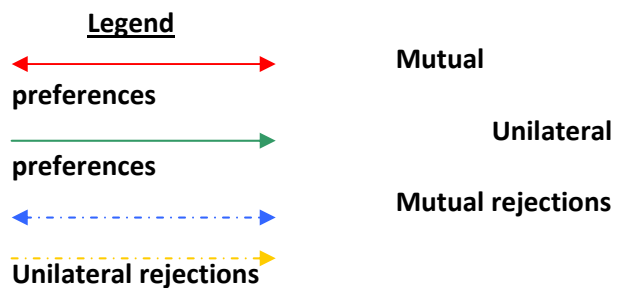 Legend
Mutual
preferences
Unilateral
preferences
Mutual rejections
Unilateral rejections